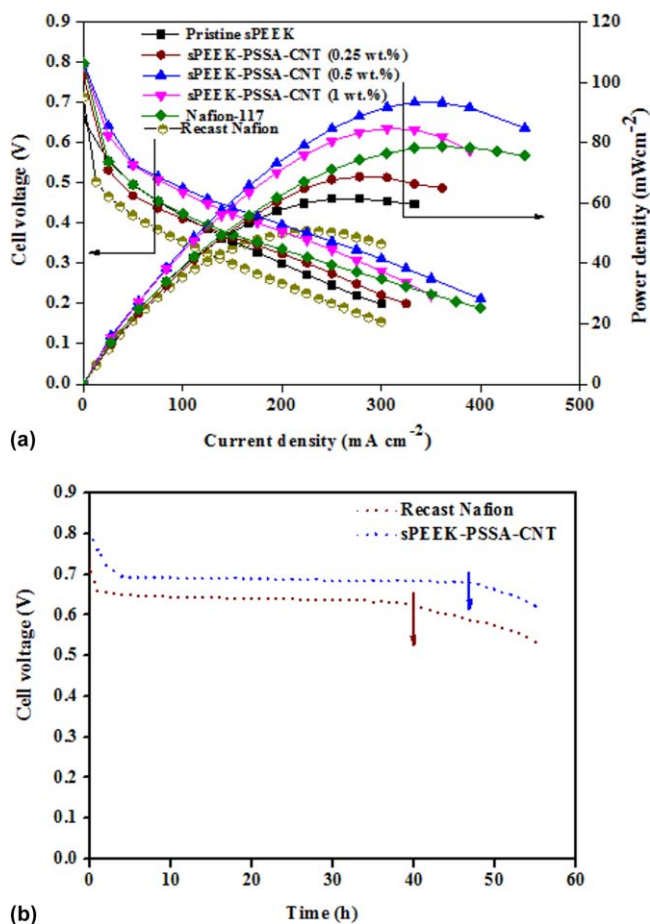 Pristine sPEEK
sPEEK-PSSA-CNT (0.25 wt.%)
sPEEK-PSSA-CNT (0.5 wt.%)
sPEEK-PSSA-CNT (1 wt.%)
Nafion-117
Recast Nafion
Cell voltage (V)
0.9
0.8
0.7
0.6
0.5
0.4
0.3
0.2
0.1
0.0
120
100
80
60
40
20
0
Power density (mWcm-2)
0 100 200 300 400 500
(a) Current density (mA cm-2)
Recast Nafion
sPEEK-PSSA-CNT
Cell voltage (V)
0.9
0.8
0.7
0.6
0.5
0.4
0.3
0.2
0.1
0.0
0 10 20 30 40 50 60
(b) Time (h)